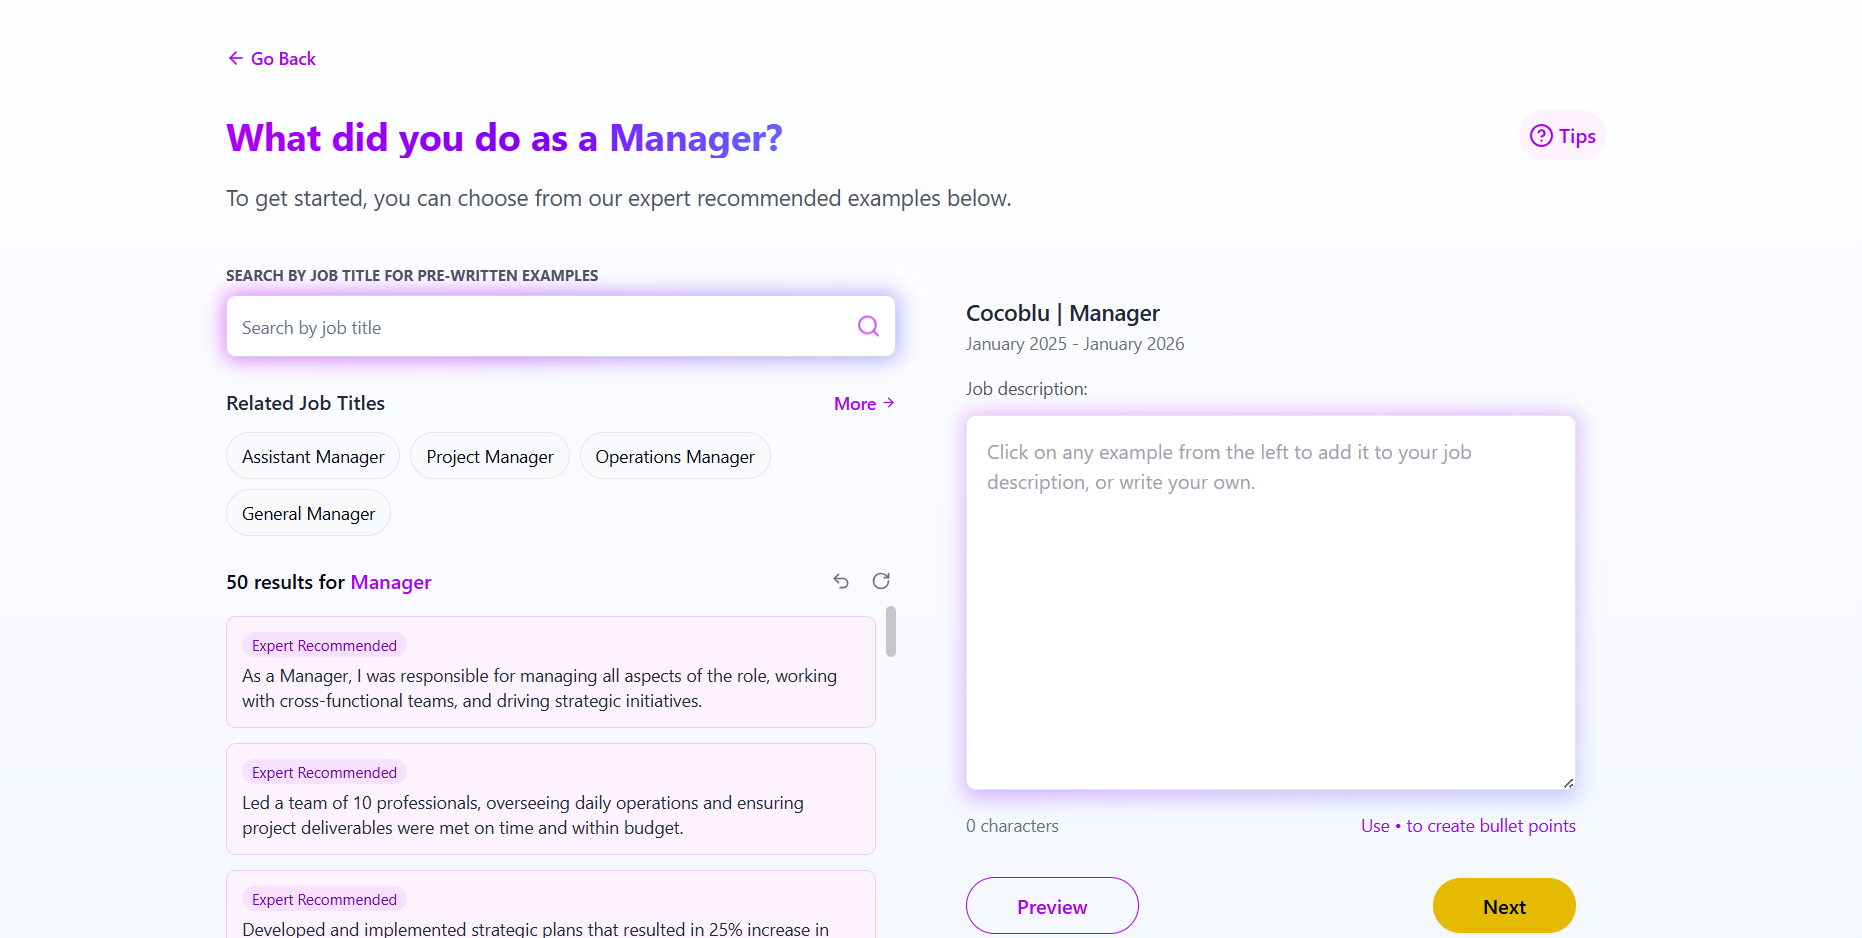 Go Back
What did you do as a Manager?
Tips
To get started, you can choose from our expert recommended examples below.
SEARCH BY JOB TITLE FOR PRE-WRITTEN EXAMPLES
Search by job title
Related Job Titles
More
Assistant Manager
Project Manager
Operations Manager
General Manager
50 results for Manager
Expert Recommended
As a Manager, I was responsible for managing all aspects of the role, working
with cross-functional teams, and driving strategic initiatives.
Expert Recommended
Led a team of 10 professionals, overseeing daily operations and ensuring
project deliverables were met on time and within budget.
Expert Recommended
Developed and implemented strategic plans that resulted in 25% increase in
Cocoblu | Manager
January 2025 - January 2026
Job description:
Click on any example from the left to add it to your job
description, or write your own.
0 characters
Use • to create bullet points
Preview
Next